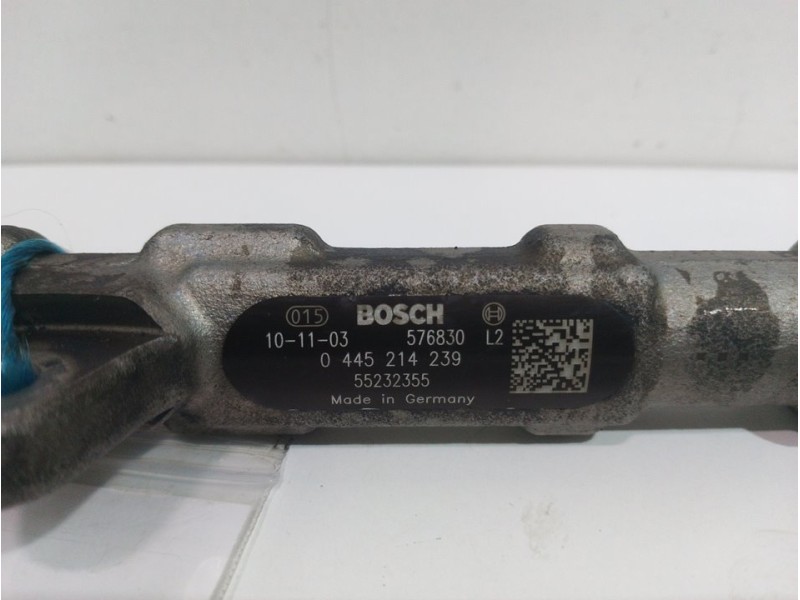 015 BOSCH
10-11-03 576830 L2
0 445 214 239
55232355
Made in Germany